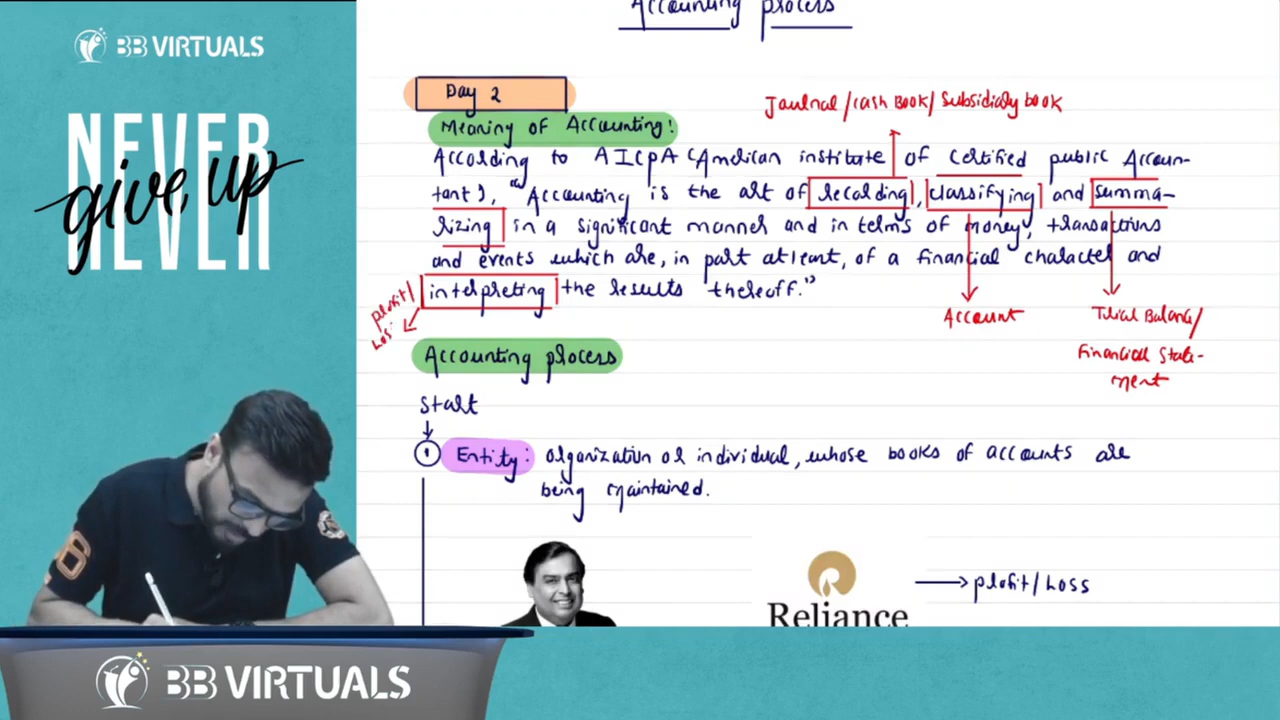 BB VIRTUALS
NEVER
give up
NEVER
Accounting process
Day 2
Meaning of Accounting:
Journal/cash Book/Subsidiary book
According to AICPA (American institute of certified public Accoun-
tant), "Accounting is the art of recording, classifying and summa-
rizing in a significant manner and in terms of money, transactions
and events which are, in part atleast, of a financial character and
interpreting the results thereoff."
profit/
Los:
Account
Trial Balance/
Financial State-
ment
Accounting process
Start
1 Entity: organization or individual, whose books of accounts are
being maintained.
Reliance → profit/Loss
BB VIRTUALS